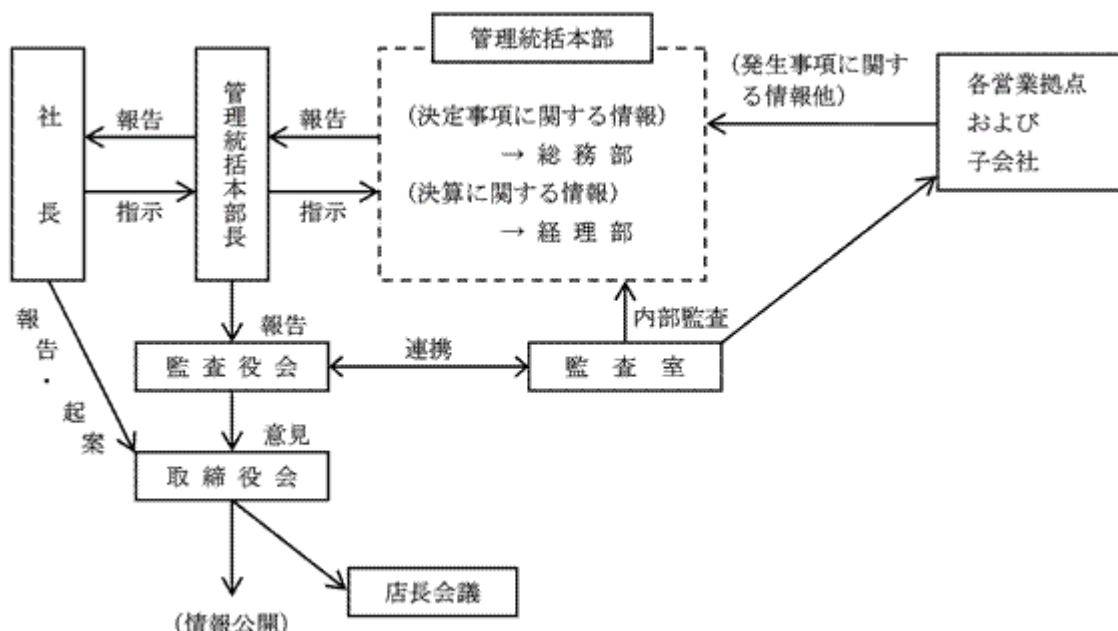 管理統括本部
社長
管理統括本部長
報告
指示
報告
指示
(決定事項に関する情報)
→ 総務部
(決算に関する情報)
→ 経理部
(発生事項に関す
る情報他)
各営業拠点
および
子会社
報告・起案
報告
内部監査
監査役会
連携
監査室
意見
取締役会
店長会議
(情報公開)